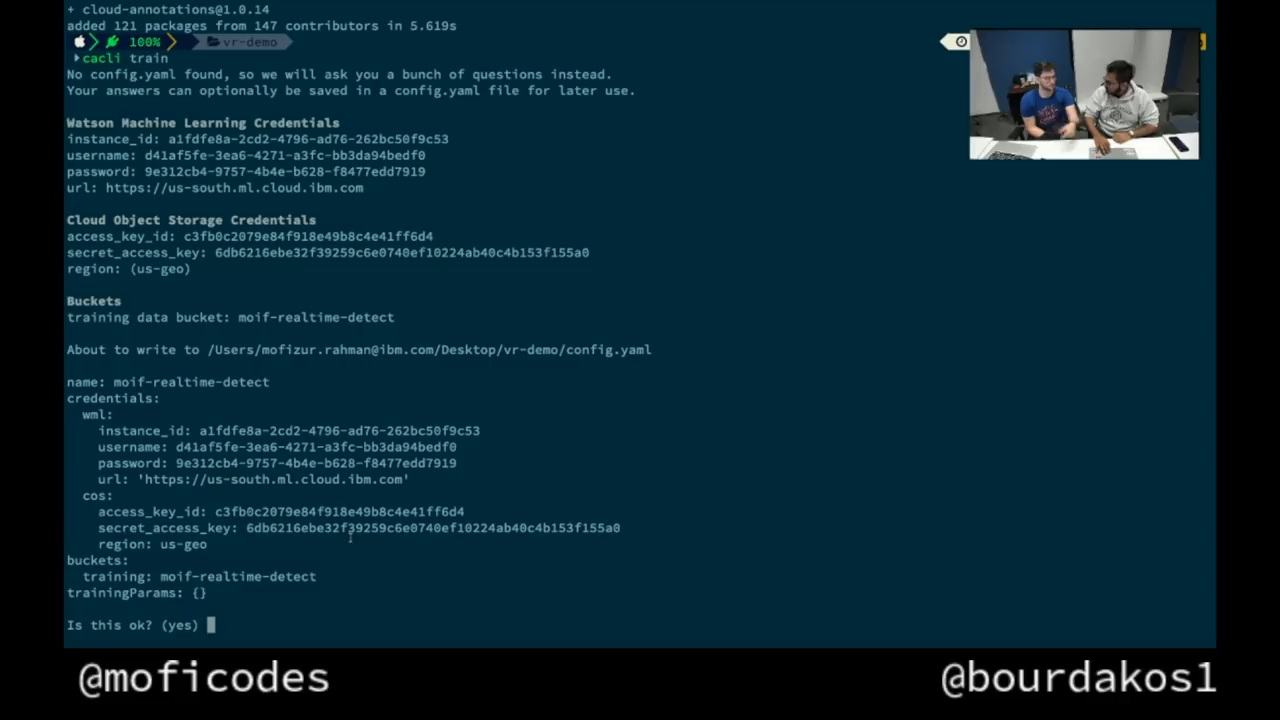 + cloud-annotations@1.0.14
added 121 packages from 147 contributors in 5.619s
100% vr-demo
cacli train
No config.yaml found, so we will ask you a bunch of questions instead.
Your answers can optionally be saved in a config.yaml file for later use.
Watson Machine Learning Credentials
instance_id: a1fdfe8a-2cd2-4796-ad76-262bc50f9c53
username: d41af5fe-3ea6-4271-a3fc-bb3da94bedf0
password: 9e312cb4-9757-4b4e-b628-f8477edd7919
url: https://us-south.ml.cloud.ibm.com
Cloud Object Storage Credentials
access_key_id: c3fb0c2079e84f918e49b8c4e41ff6d4
secret_access_key: 6db6216ebe32f39259c6e0740ef10224ab40c4b153f155a0
region: (us-geo)
Buckets
training data bucket: moif-realtime-detect
About to write to /Users/mofizur.rahman@ibm.com/Desktop/vr-demo/config.yaml
name: moif-realtime-detect
credentials:
wml:
instance_id: a1fdfe8a-2cd2-4796-ad76-262bc50f9c53
username: d41af5fe-3ea6-4271-a3fc-bb3da94bedf0
password: 9e312cb4-9757-4b4e-b628-f8477edd7919
url: 'https://us-south.ml.cloud.ibm.com'
cos:
access_key_id: c3fb0c2079e84f918e49b8c4e41ff6d4
secret_access_key: 6db6216ebe32f39259c6e0740ef10224ab40c4b153f155a0
region: us-geo
buckets:
training: moif-realtime-detect
trainingParams: {}
Is this ok? (yes)
@moficodes
@bourdakos1